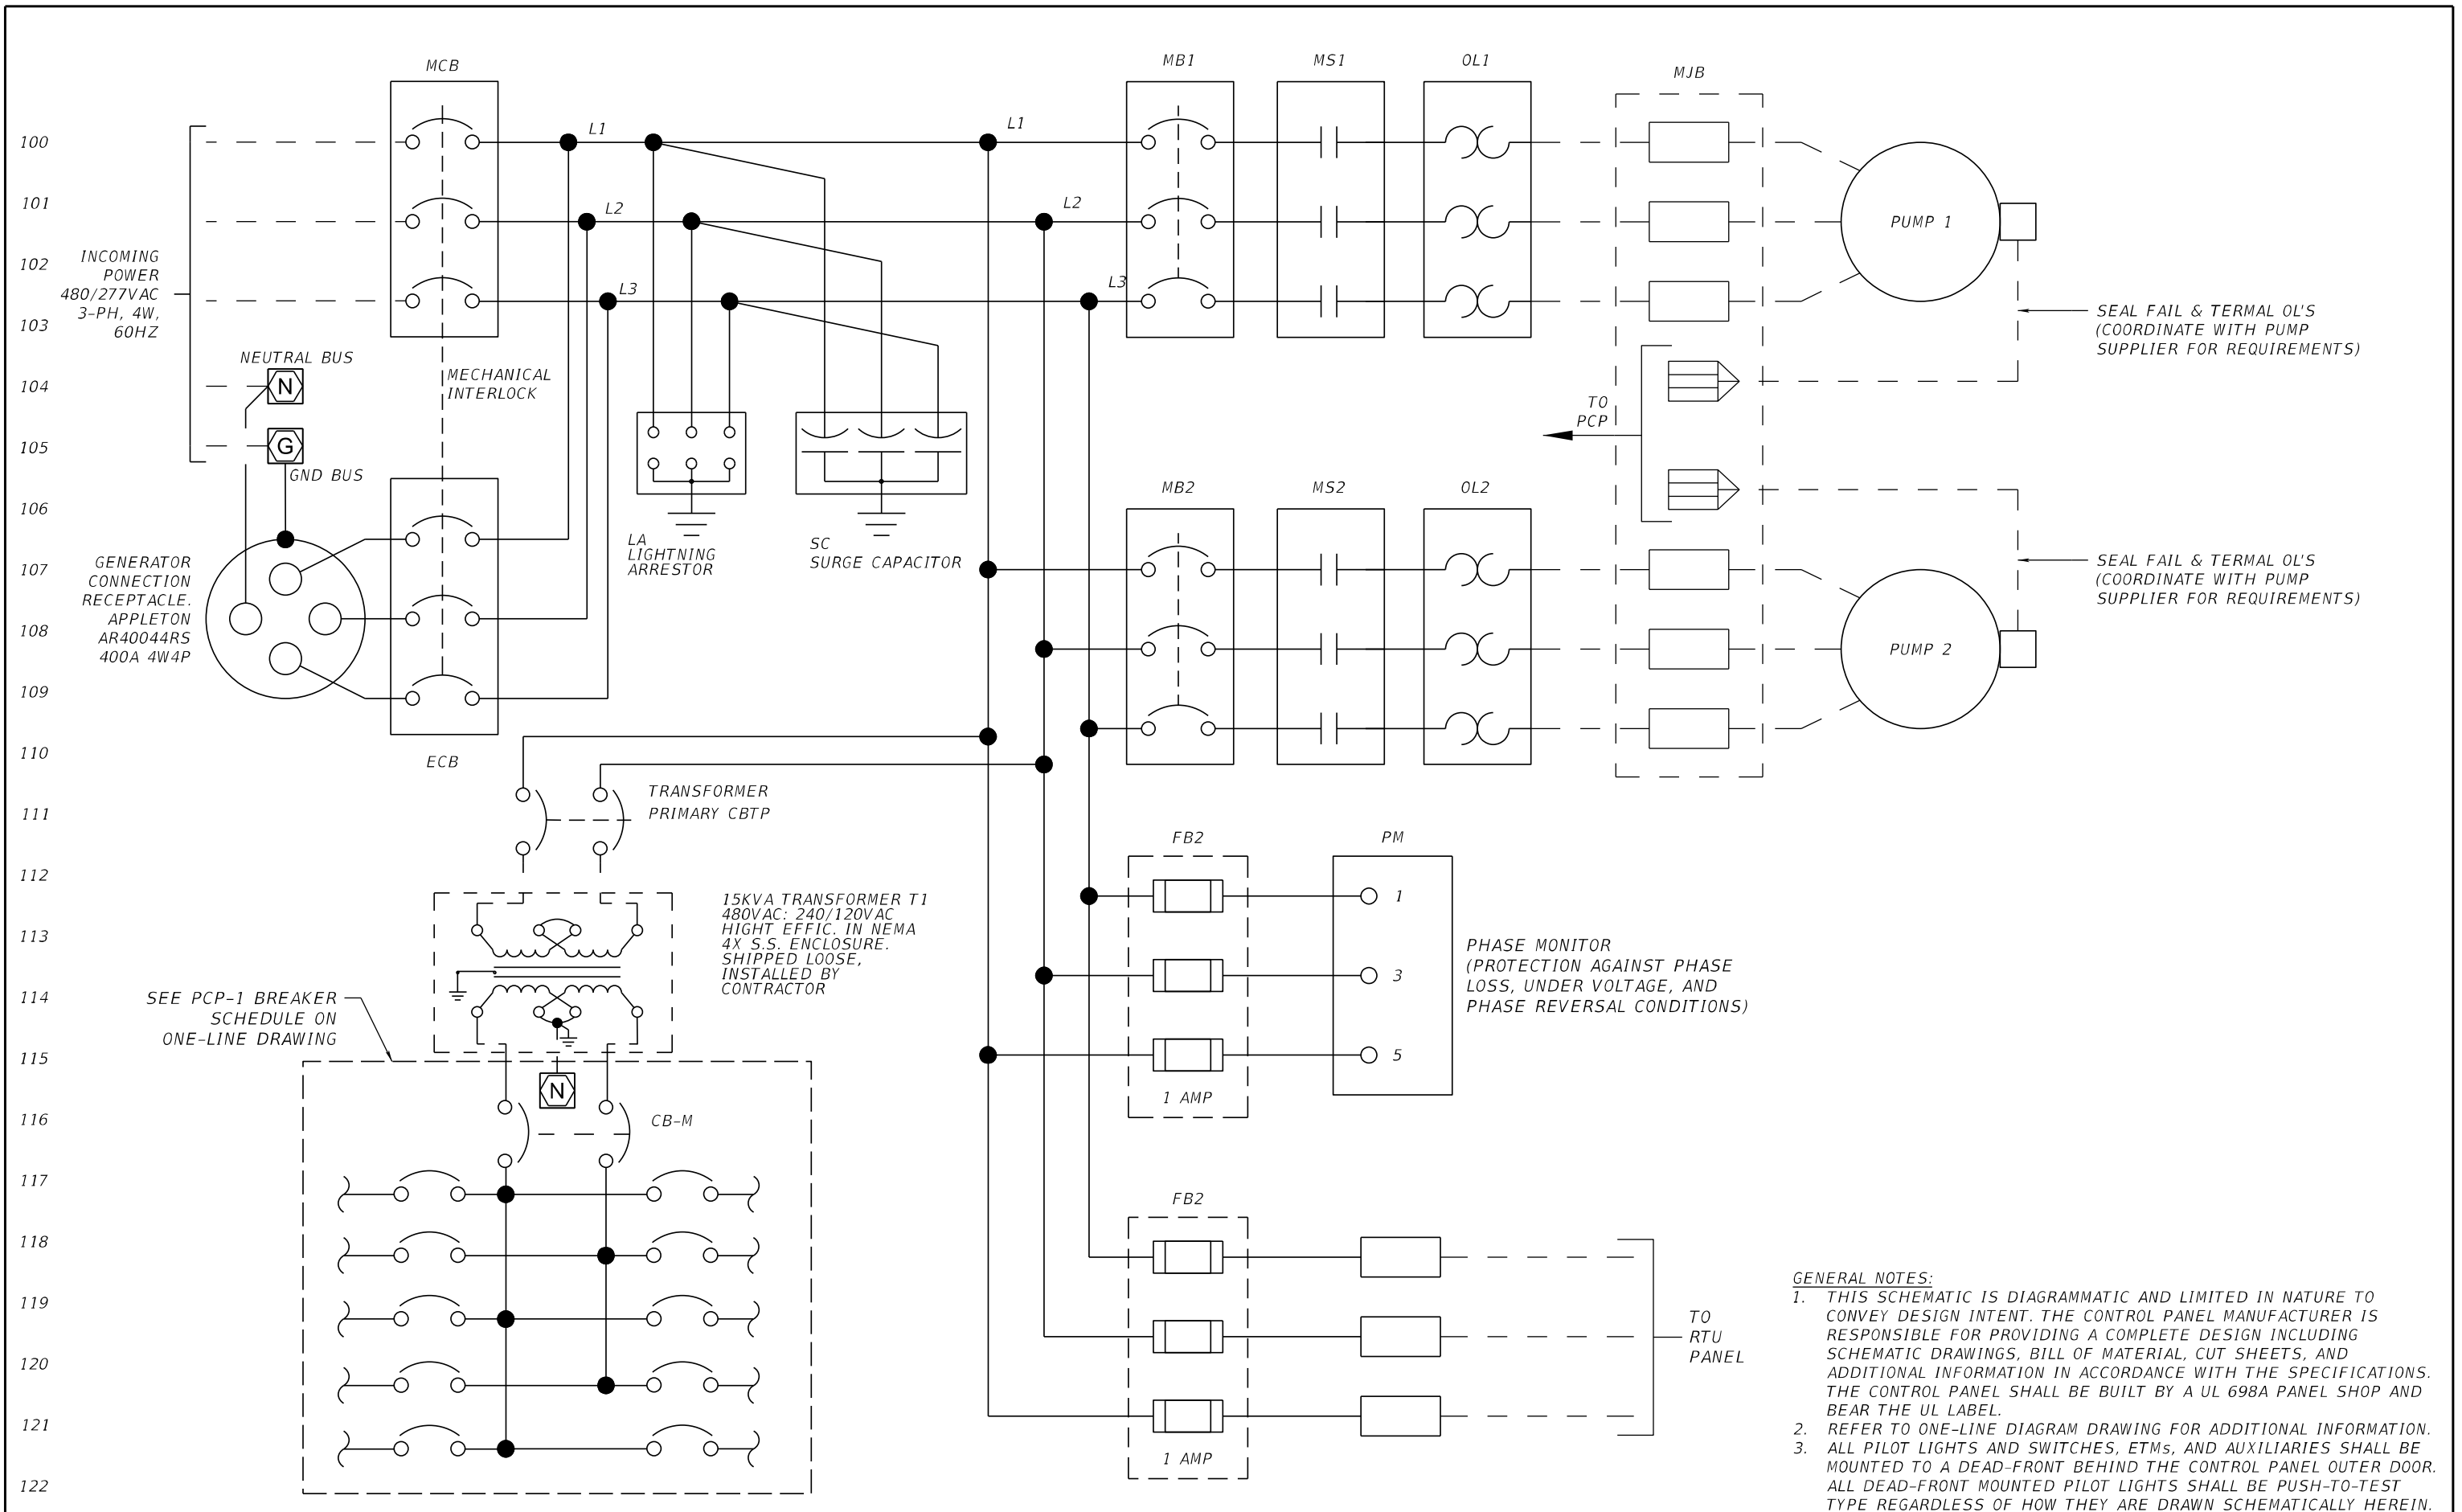 MCB
MB1
MS1
OL1
MJB
100
101
102
103
104
105
106
107
108
109
110
111
112
113
114
115
116
117
118
119
120
121
122
L1
L2
L3
L1
L2
L3
INCOMING
POWER
480/277VAC
3-PH, 4W,
60HZ
NEUTRAL BUS
N
G
GND BUS
MECHANICAL
INTERLOCK
GENERATOR
CONNECTION
RECEPTACLE.
APPLETON
AR40044RS
400A 4W4P
ECB
LA
LIGHTNING
ARRESTOR
SC
SURGE CAPACITOR
PUMP 1
SEAL FAIL & TERMAL OL'S
(COORDINATE WITH PUMP
SUPPLIER FOR REQUIREMENTS)
TO
PCP
MB2
MS2
OL2
SEAL FAIL & TERMAL OL'S
(COORDINATE WITH PUMP
SUPPLIER FOR REQUIREMENTS)
PUMP 2
TRANSFORMER
PRIMARY CBTP
15KVA TRANSFORMER T1
480VAC: 240/120VAC
HIGHT EFFIC. IN NEMA
4X S.S. ENCLOSURE.
SHIPPED LOOSE,
INSTALLED BY
CONTRACTOR
SEE PCP-1 BREAKER
SCHEDULE ON
ONE-LINE DRAWING
N
CB-M
FB2
PM
1
3
5
1 AMP
PHASE MONITOR
(PROTECTION AGAINST PHASE
LOSS, UNDER VOLTAGE, AND
PHASE REVERSAL CONDITIONS)
FB2
1 AMP
TO
RTU
PANEL
GENERAL NOTES:
1. THIS SCHEMATIC IS DIAGRAMMATIC AND LIMITED IN NATURE TO
CONVEY DESIGN INTENT. THE CONTROL PANEL MANUFACTURER IS
RESPONSIBLE FOR PROVIDING A COMPLETE DESIGN INCLUDING
SCHEMATIC DRAWINGS, BILL OF MATERIAL, CUT SHEETS, AND
ADDITIONAL INFORMATION IN ACCORDANCE WITH THE SPECIFICATIONS.
THE CONTROL PANEL SHALL BE BUILT BY A UL 698A PANEL SHOP AND
BEAR THE UL LABEL.
2. REFER TO ONE-LINE DIAGRAM DRAWING FOR ADDITIONAL INFORMATION.
3. ALL PILOT LIGHTS AND SWITCHES, ETMs, AND AUXILIARIES SHALL BE
MOUNTED TO A DEAD-FRONT BEHIND THE CONTROL PANEL OUTER DOOR.
ALL DEAD-FRONT MOUNTED PILOT LIGHTS SHALL BE PUSH-TO-TEST
TYPE REGARDLESS OF HOW THEY ARE DRAWN SCHEMATICALLY HEREIN.